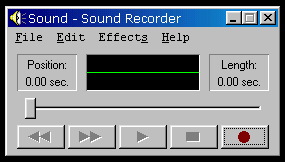 Sound - Sound Recorder
File Edit Effects Help
Position: Length:
0.00 sec. 0.00 sec.